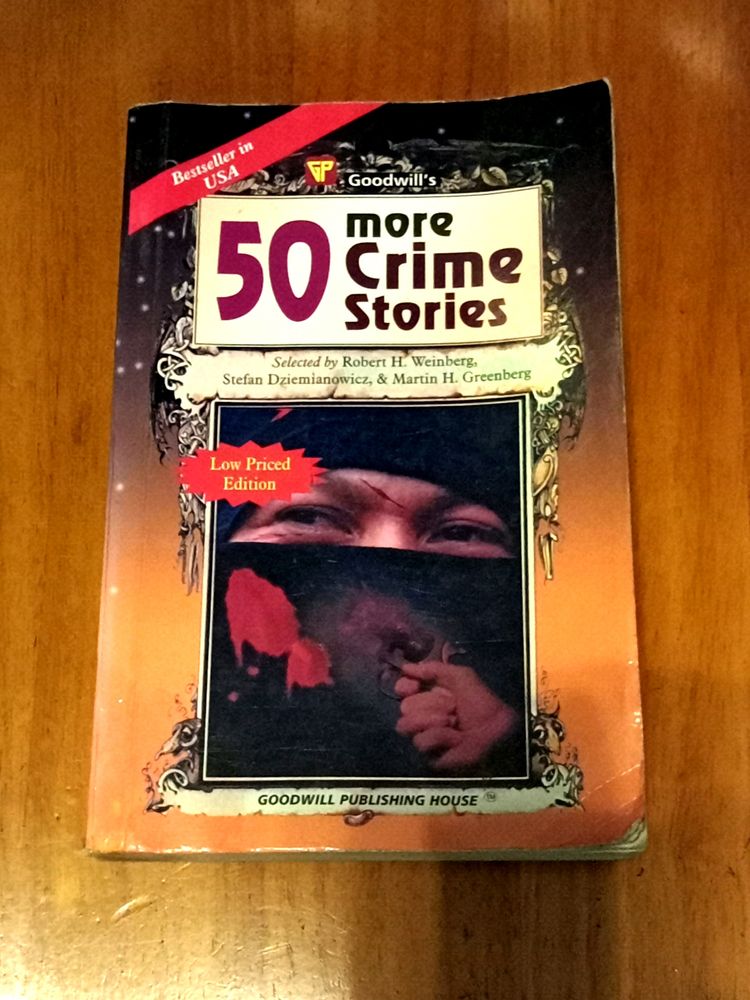 Bestseller in
USA
GP Goodwill's
50 more
Crime
Stories
Selected by Robert H. Weinberg,
Stefan Dziemianowicz, & Martin H. Greenberg
Low Priced
Edition
GOODWILL PUBLISHING HOUSE ™